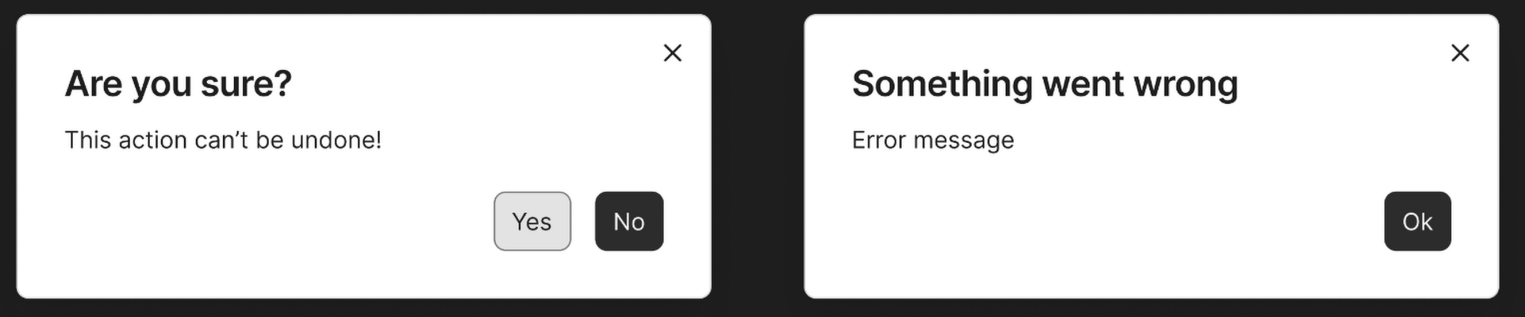 Are you sure?
This action can’t be undone!
Yes
No
Something went wrong
Error message
Ok